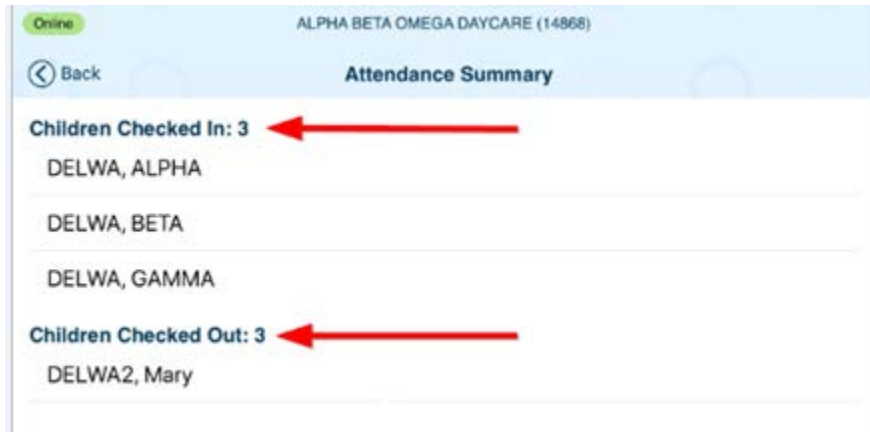 Online
ALPHA BETA OMEGA DAYCARE (14868)
Back
Attendance Summary
Children Checked In: 3
DELWA, ALPHA
DELWA, BETA
DELWA, GAMMA
Children Checked Out: 3
DELWA2, Mary